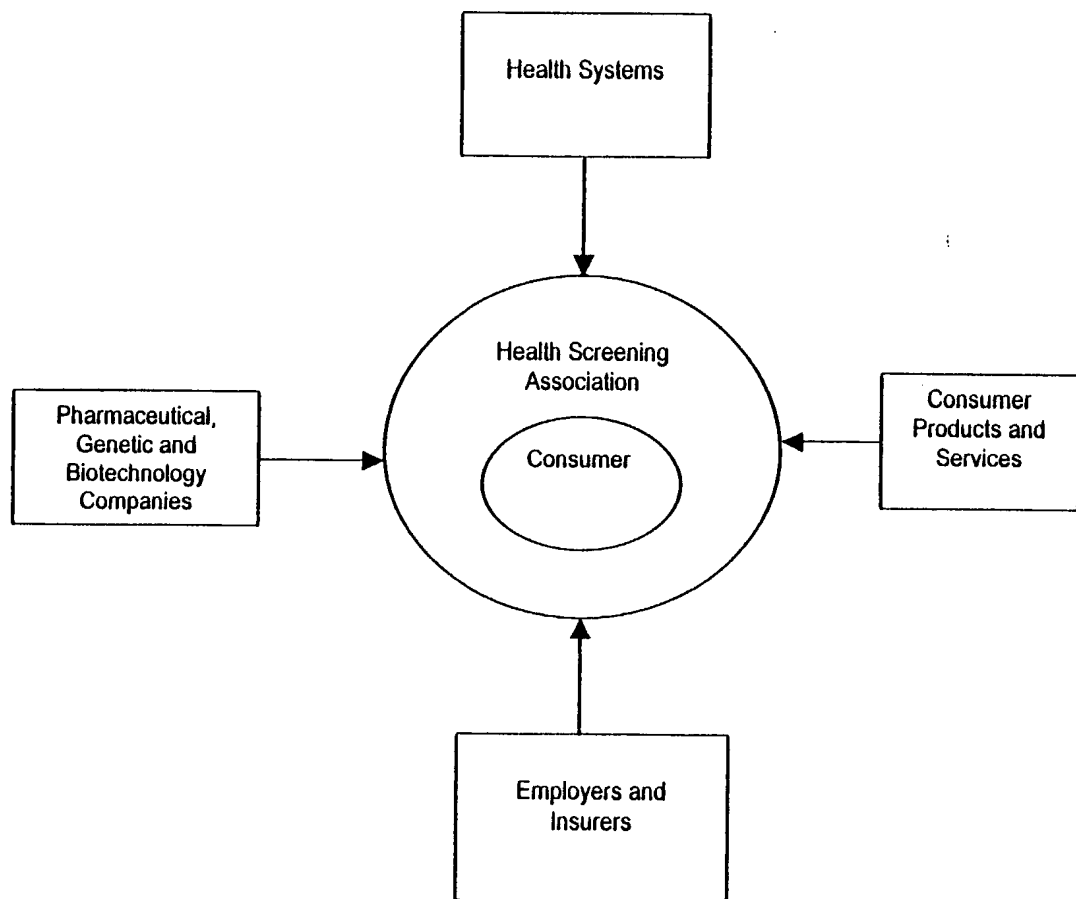 Health Systems
Health Screening
Association
Consumer
Pharmaceutical,
Genetic and
Biotechnology
Companies
Consumer
Products and
Services
Employers and
Insurers